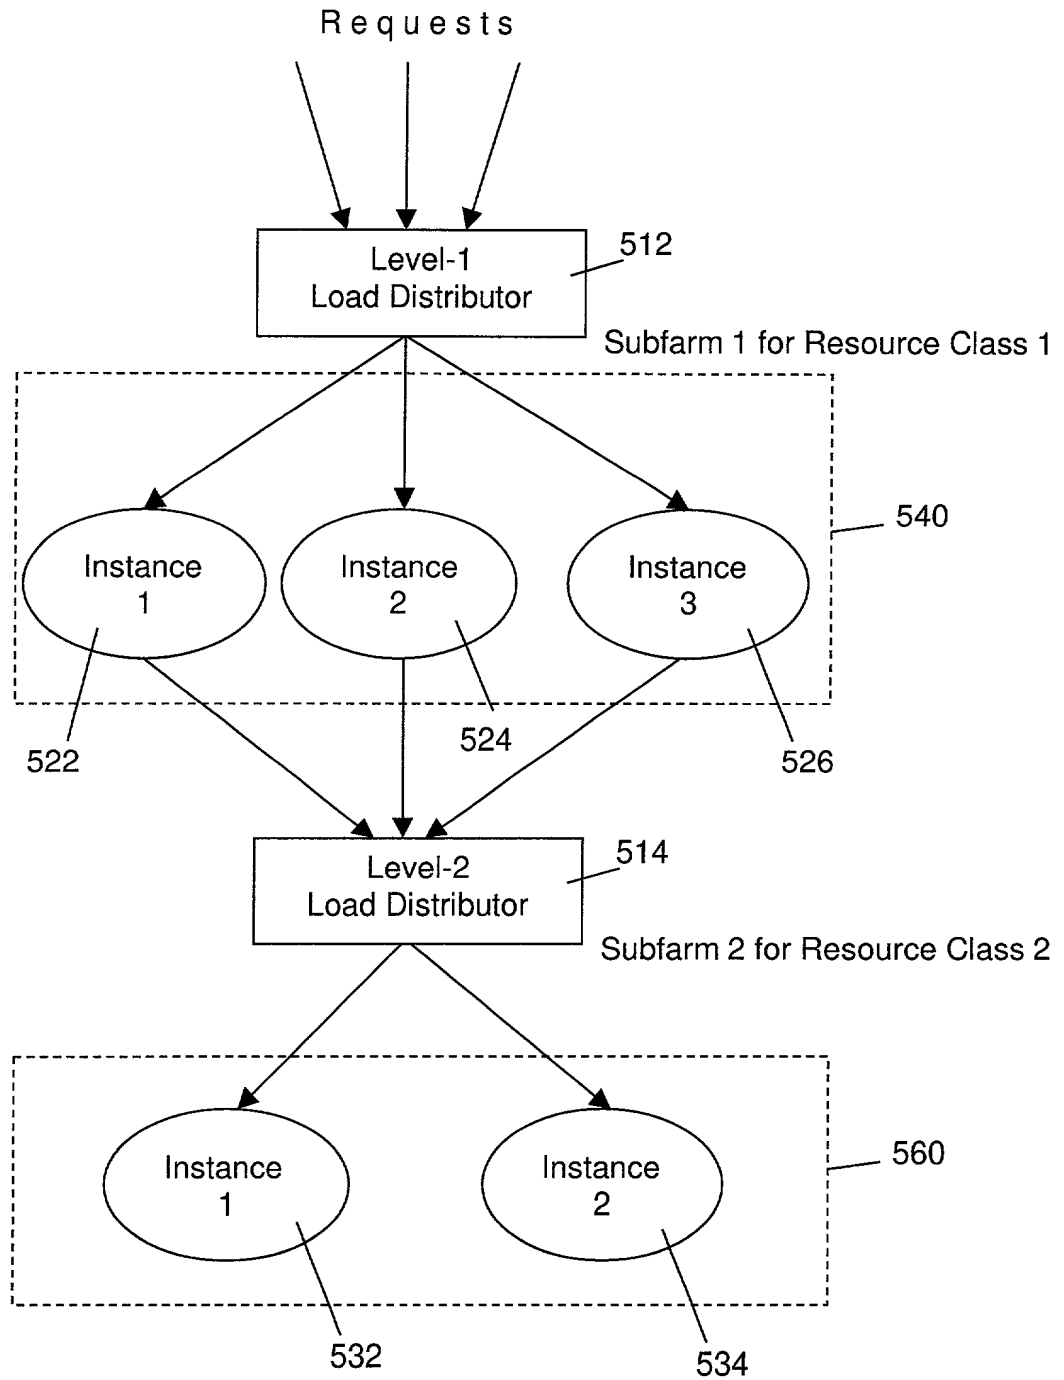 Requests
Level-1
Load Distributor
512
Subfarm 1 for Resource Class 1
540
Instance
1
Instance
2
Instance
3
522
524
526
Level-2
Load Distributor
514
Subfarm 2 for Resource Class 2
560
Instance
1
Instance
2
532
534